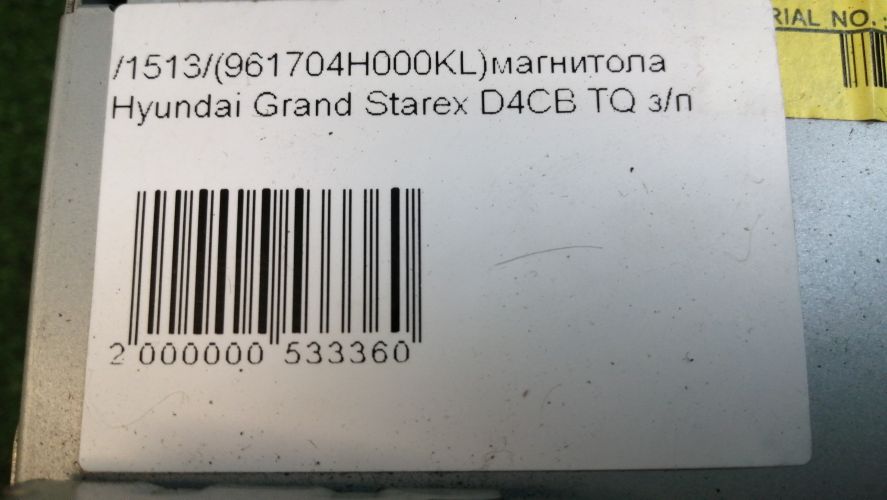 RIAL NO.
/1513/(961704H000KL)магнитола
Hyundai Grand Starex D4CB TQ з/п
2 000000 533360